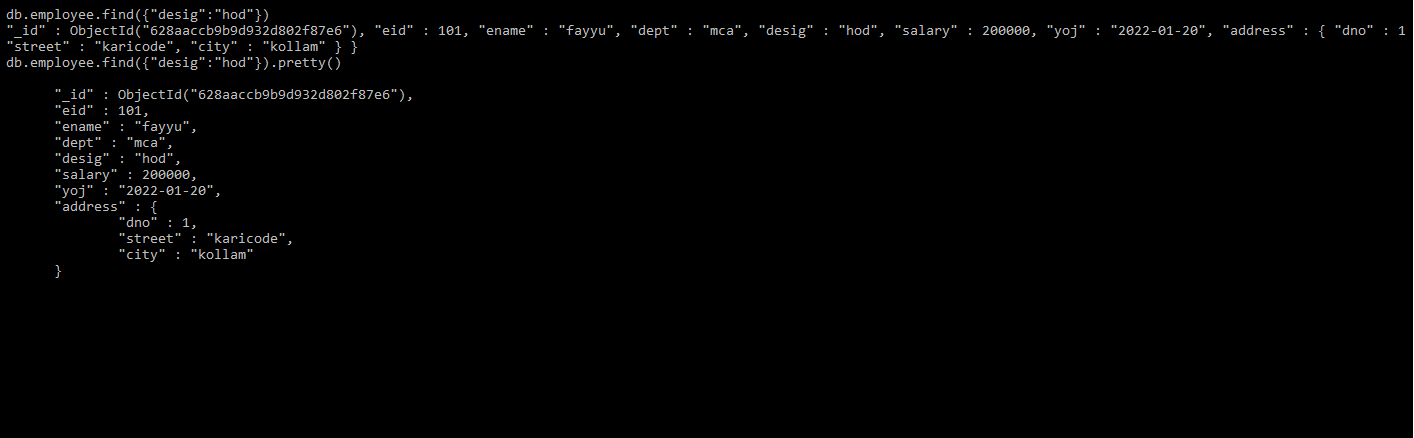 db.employee.find({"desig":"hod"})
"_id" : ObjectId("628aaccb9b9d932d802f87e6"), "eid" : 101, "ename" : "fayyu", "dept" : "mca", "desig" : "hod", "salary" : 200000, "yoj" : "2022-01-20", "address" : { "dno" : 1
"street" : "karicode", "city" : "kollam" } }
db.employee.find({"desig":"hod"}).pretty()
"_id" : ObjectId("628aaccb9b9d932d802f87e6"),
"eid" : 101,
"ename" : "fayyu",
"dept" : "mca",
"desig" : "hod",
"salary" : 200000,
"yoj" : "2022-01-20",
"address" : {
"dno" : 1,
"street" : "karicode",
"city" : "kollam"
}